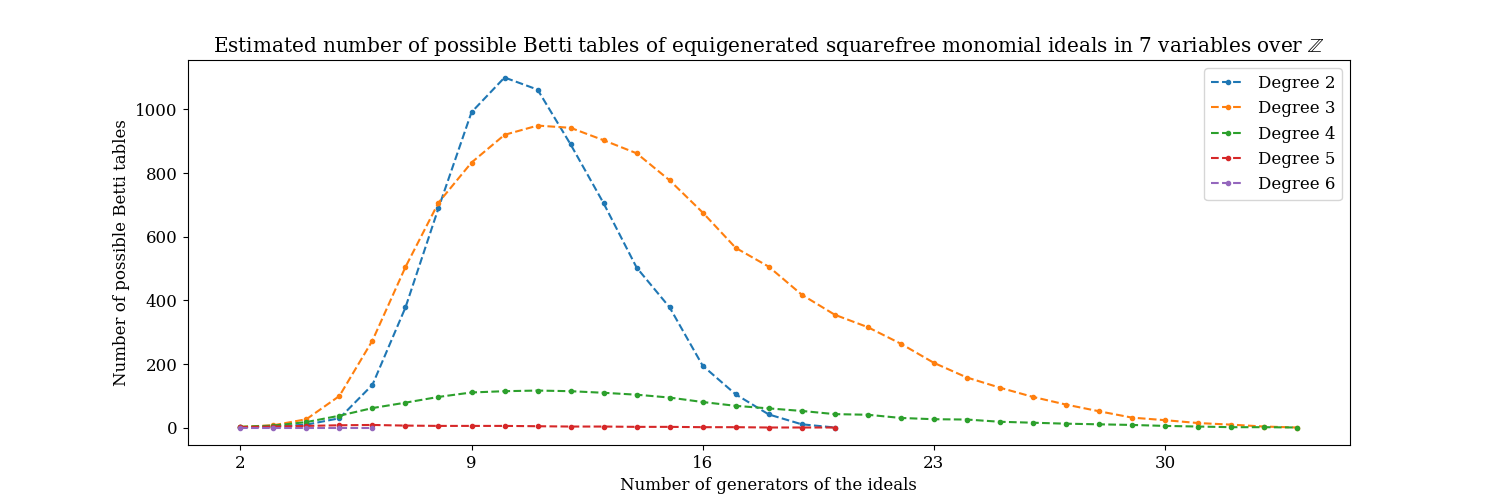 Estimated number of possible Betti tables of equigenerated squarefree monomial ideals in 7 variables over ℤ
Number of possible Betti tables
1000
800
600
400
200
0
2
9
16
23
30
Number of generators of the ideals
Degree 2
Degree 3
Degree 4
Degree 5
Degree 6